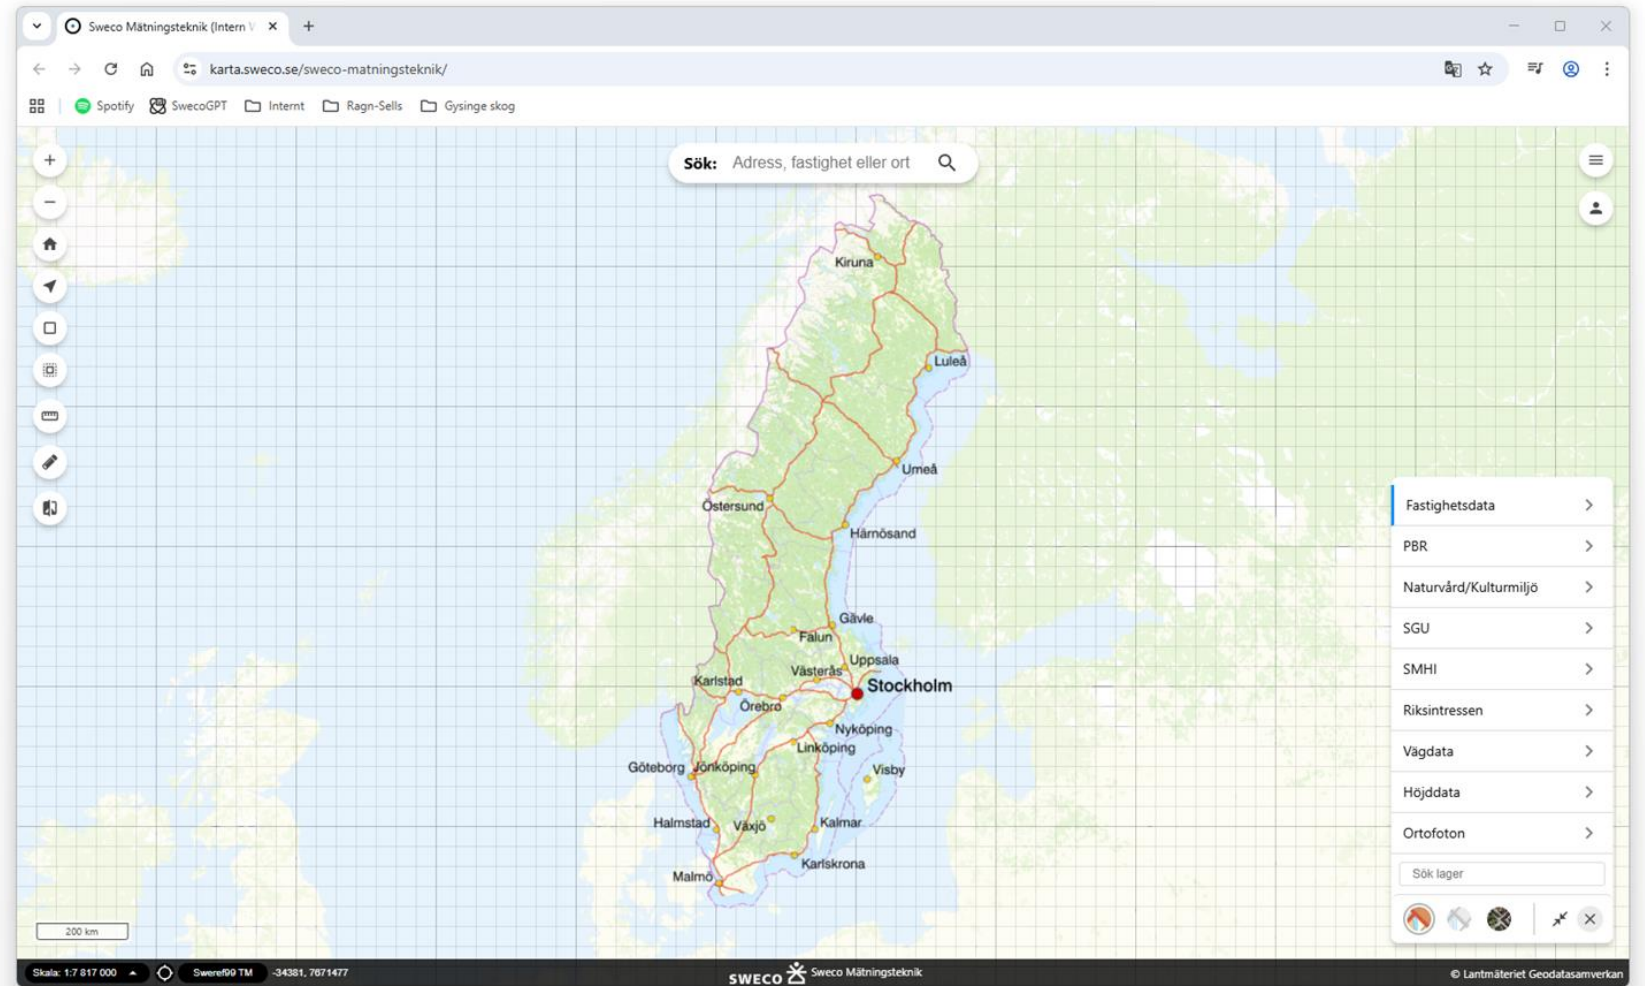 Sweco Mätningsteknik (Intern
karta.sweco.se/sweco-matningsteknik/
Spotify SwecoGPT Internt Ragn-Sells Gysinge skog
Sök: Adress, fastighet eller ort
Kiruna
Luleå
Umeå
Östersund
Härnösand
Gävle
Falun
Uppsala
Västerås
Karlstad
Stockholm
Örebro
Nyköping
Linköping
Göteborg
Jönköping
Visby
Halmstad
Växjö
Kalmar
Karlskrona
Malmö
Fastighetsdata
PBR
Naturvård/Kulturmiljö
SGU
SMHI
Riksintressen
Vägdata
Höjddata
Ortofoton
Sök lager
200 km
Skala: 1:7 817 000 Sweref99 TM -34381, 7671477
SWECO Sweco Mätningsteknik
© Lantmäteriet Geodatasamverkan